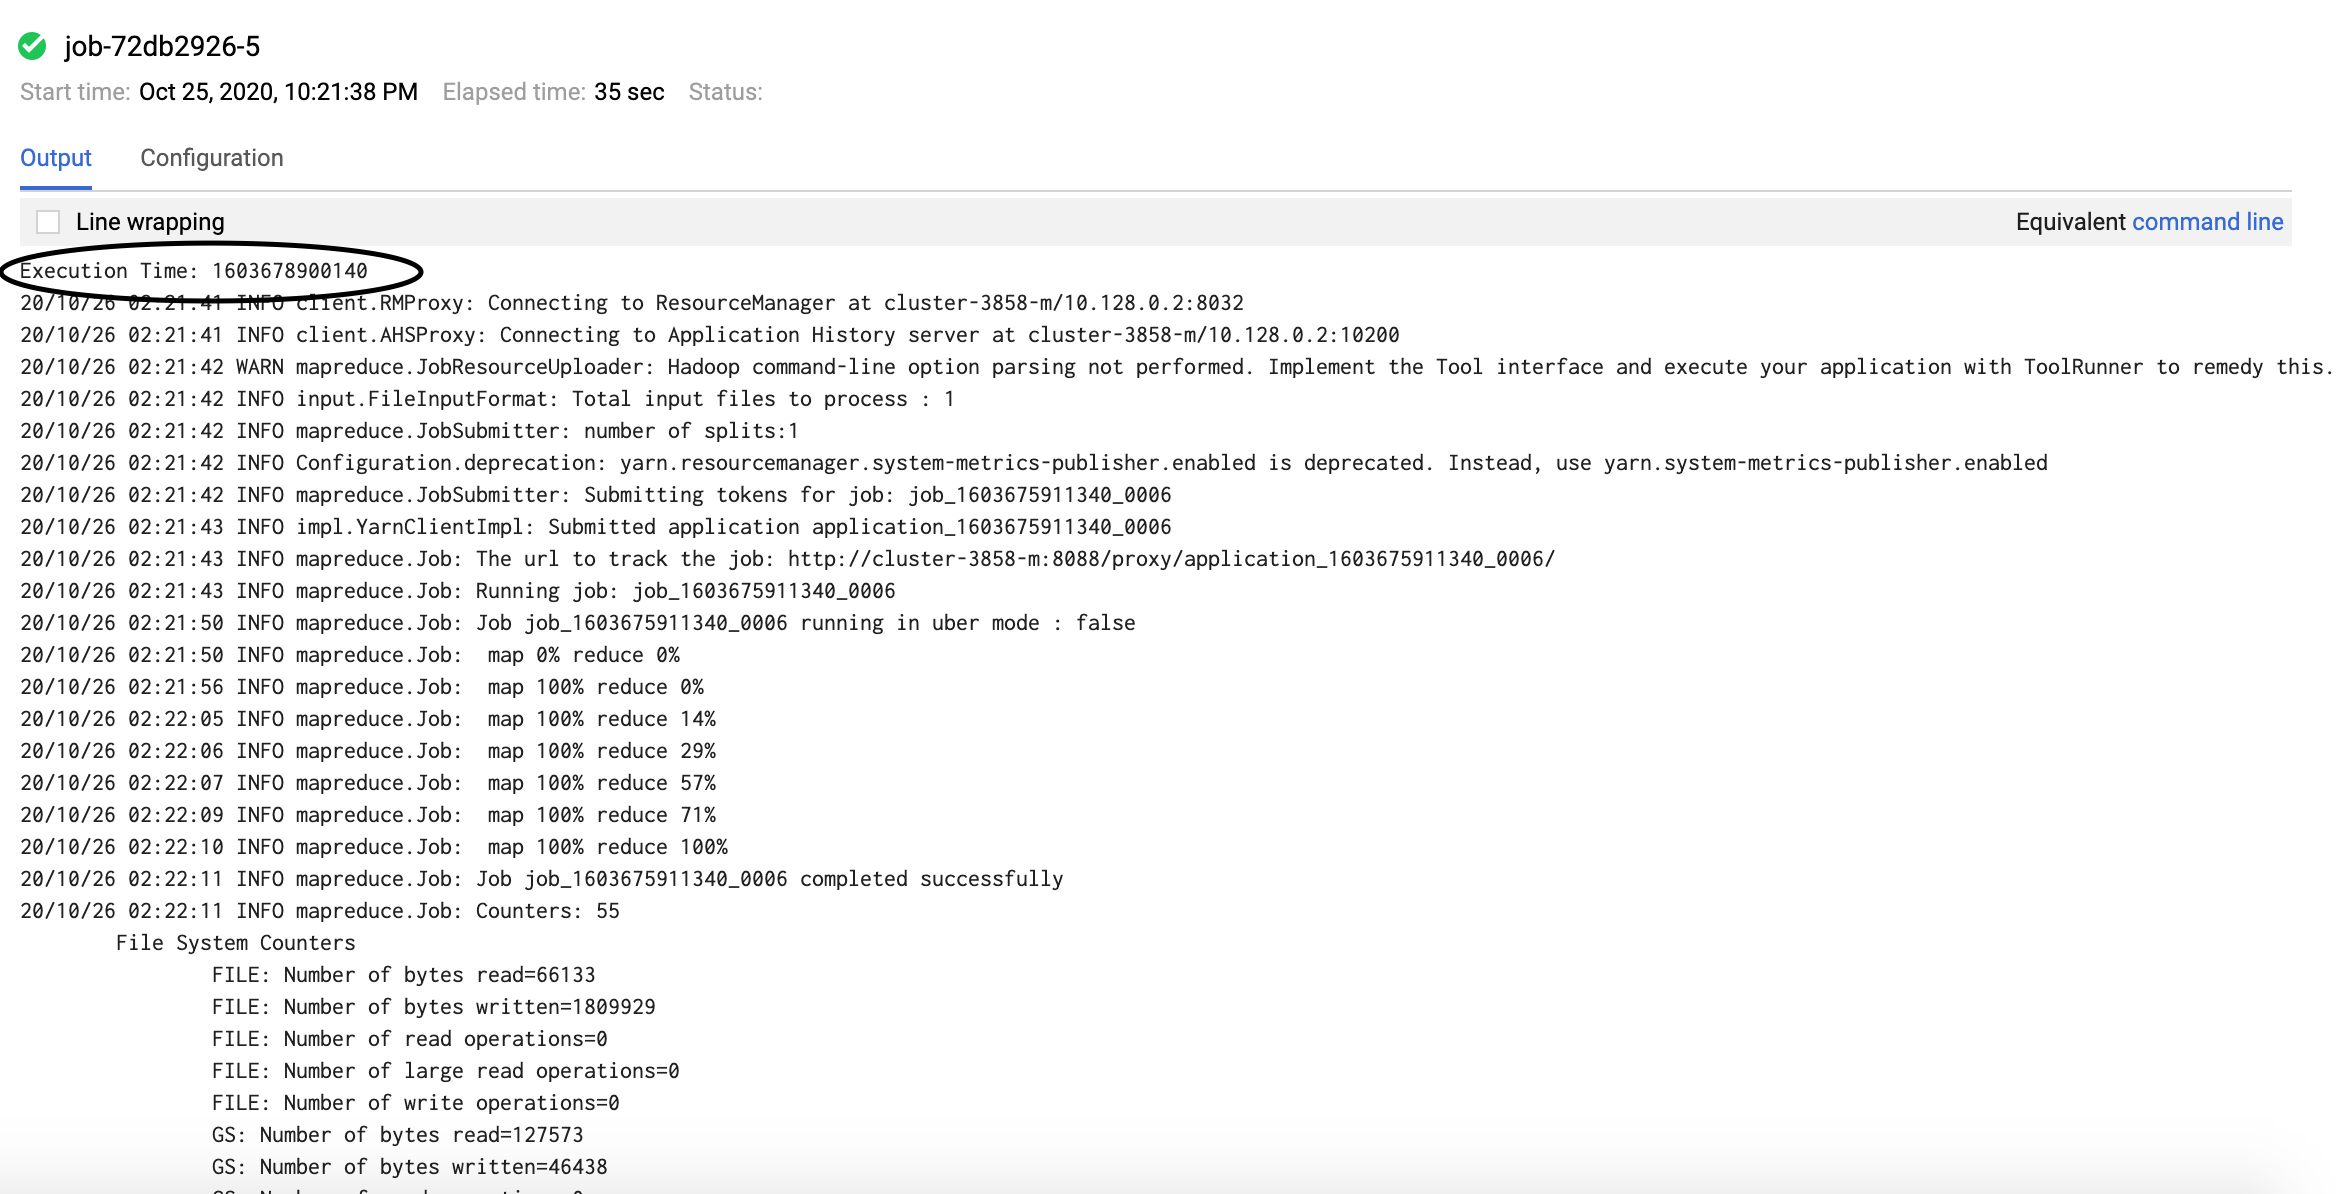 job-72db2926-5
Start time: Oct 25, 2020, 10:21:38 PM Elapsed time: 35 sec Status:
Output Configuration
Line wrapping Equivalent command line
Execution Time: 1603678900140
20/10/26 02:21:41 INFO client.RMProxy: Connecting to ResourceManager at cluster-3858-m/10.128.0.2:8032
20/10/26 02:21:41 INFO client.AHSProxy: Connecting to Application History server at cluster-3858-m/10.128.0.2:10200
20/10/26 02:21:42 WARN mapreduce.JobResourceUploader: Hadoop command-line option parsing not performed. Implement the Tool interface and execute your application with ToolRunner to remedy this.
20/10/26 02:21:42 INFO input.FileInputFormat: Total input files to process : 1
20/10/26 02:21:42 INFO mapreduce.JobSubmitter: number of splits:1
20/10/26 02:21:42 INFO Configuration.deprecation: yarn.resourcemanager.system-metrics-publisher.enabled is deprecated. Instead, use yarn.system-metrics-publisher.enabled
20/10/26 02:21:42 INFO mapreduce.JobSubmitter: Submitting tokens for job: job_1603675911340_0006
20/10/26 02:21:43 INFO impl.YarnClientImpl: Submitted application application_1603675911340_0006
20/10/26 02:21:43 INFO mapreduce.Job: The url to track the job: http://cluster-3858-m:8088/proxy/application_1603675911340_0006/
20/10/26 02:21:43 INFO mapreduce.Job: Running job: job_1603675911340_0006
20/10/26 02:21:50 INFO mapreduce.Job: Job job_1603675911340_0006 running in uber mode : false
20/10/26 02:21:50 INFO mapreduce.Job:  map 0% reduce 0%
20/10/26 02:21:56 INFO mapreduce.Job:  map 100% reduce 0%
20/10/26 02:22:05 INFO mapreduce.Job:  map 100% reduce 14%
20/10/26 02:22:06 INFO mapreduce.Job:  map 100% reduce 29%
20/10/26 02:22:07 INFO mapreduce.Job:  map 100% reduce 57%
20/10/26 02:22:09 INFO mapreduce.Job:  map 100% reduce 71%
20/10/26 02:22:10 INFO mapreduce.Job:  map 100% reduce 100%
20/10/26 02:22:11 INFO mapreduce.Job: Job job_1603675911340_0006 completed successfully
20/10/26 02:22:11 INFO mapreduce.Job: Counters: 55
File System Counters
FILE: Number of bytes read=66133
FILE: Number of bytes written=1809929
FILE: Number of read operations=0
FILE: Number of large read operations=0
FILE: Number of write operations=0
GS: Number of bytes read=127573
GS: Number of bytes written=46438